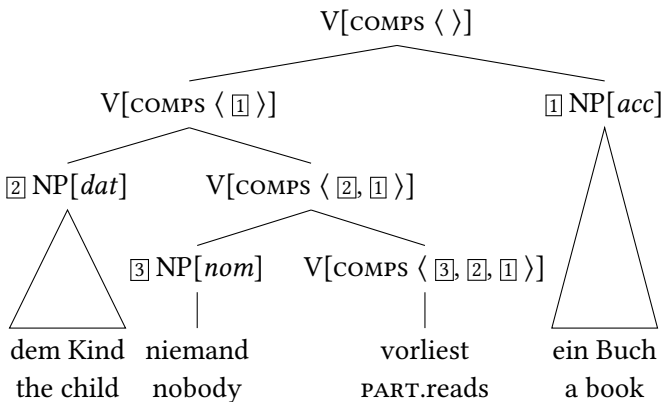 V[COMPS ⟨ ⟩]
V[COMPS ⟨ 1 ⟩] 1 NP[acc]
2 NP[dat] V[COMPS ⟨ 2, 1 ⟩]
3 NP[nom] V[COMPS ⟨ 3, 2, 1 ⟩]
dem Kind niemand vorliest ein Buch
the child nobody PART.reads a book